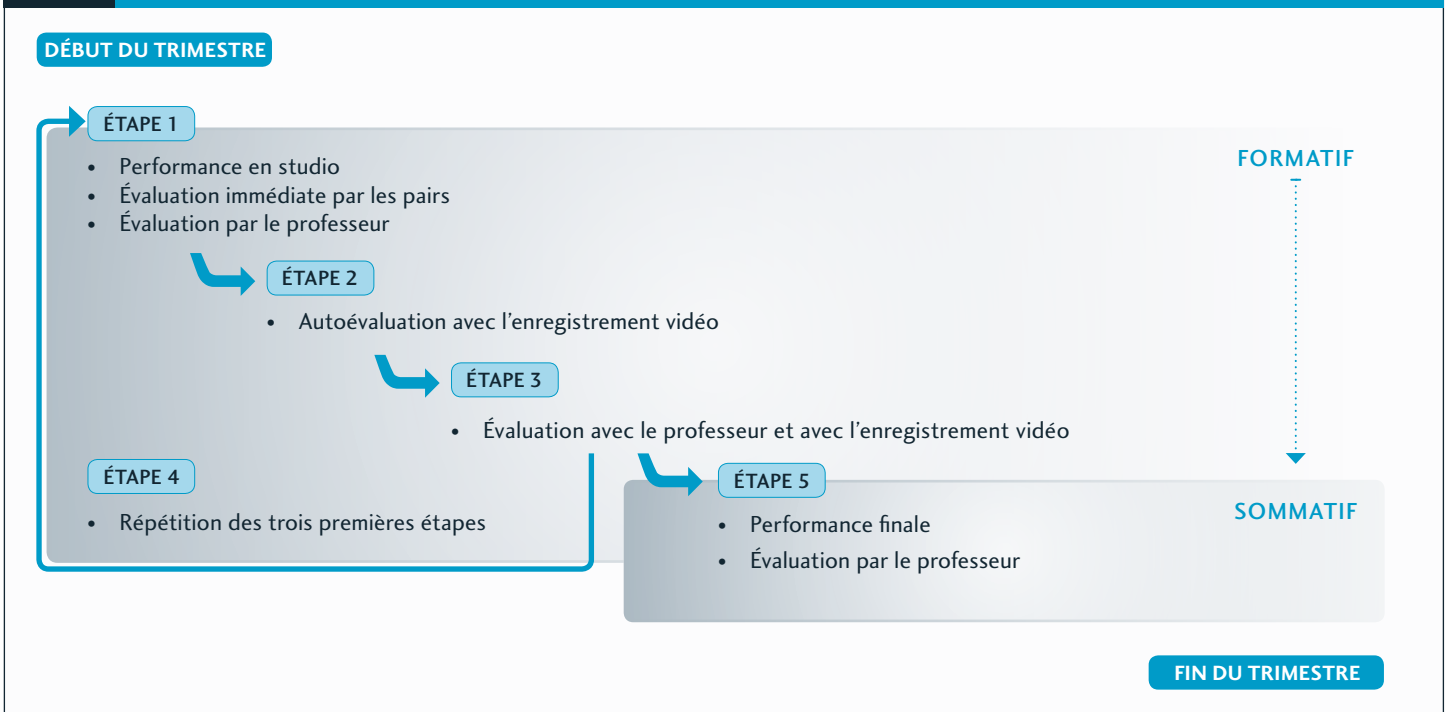 DÉBUT DU TRIMESTRE
ÉTAPE 1
• Performance en studio
• Évaluation immédiate par les pairs
• Évaluation par le professeur
FORMATIF
ÉTAPE 2
• Autoévaluation avec l'enregistrement vidéo
ÉTAPE 3
• Évaluation avec le professeur et avec l'enregistrement vidéo
ÉTAPE 4
• Répétition des trois premières étapes
ÉTAPE 5
• Performance finale
• Évaluation par le professeur
SOMMATIF
FIN DU TRIMESTRE